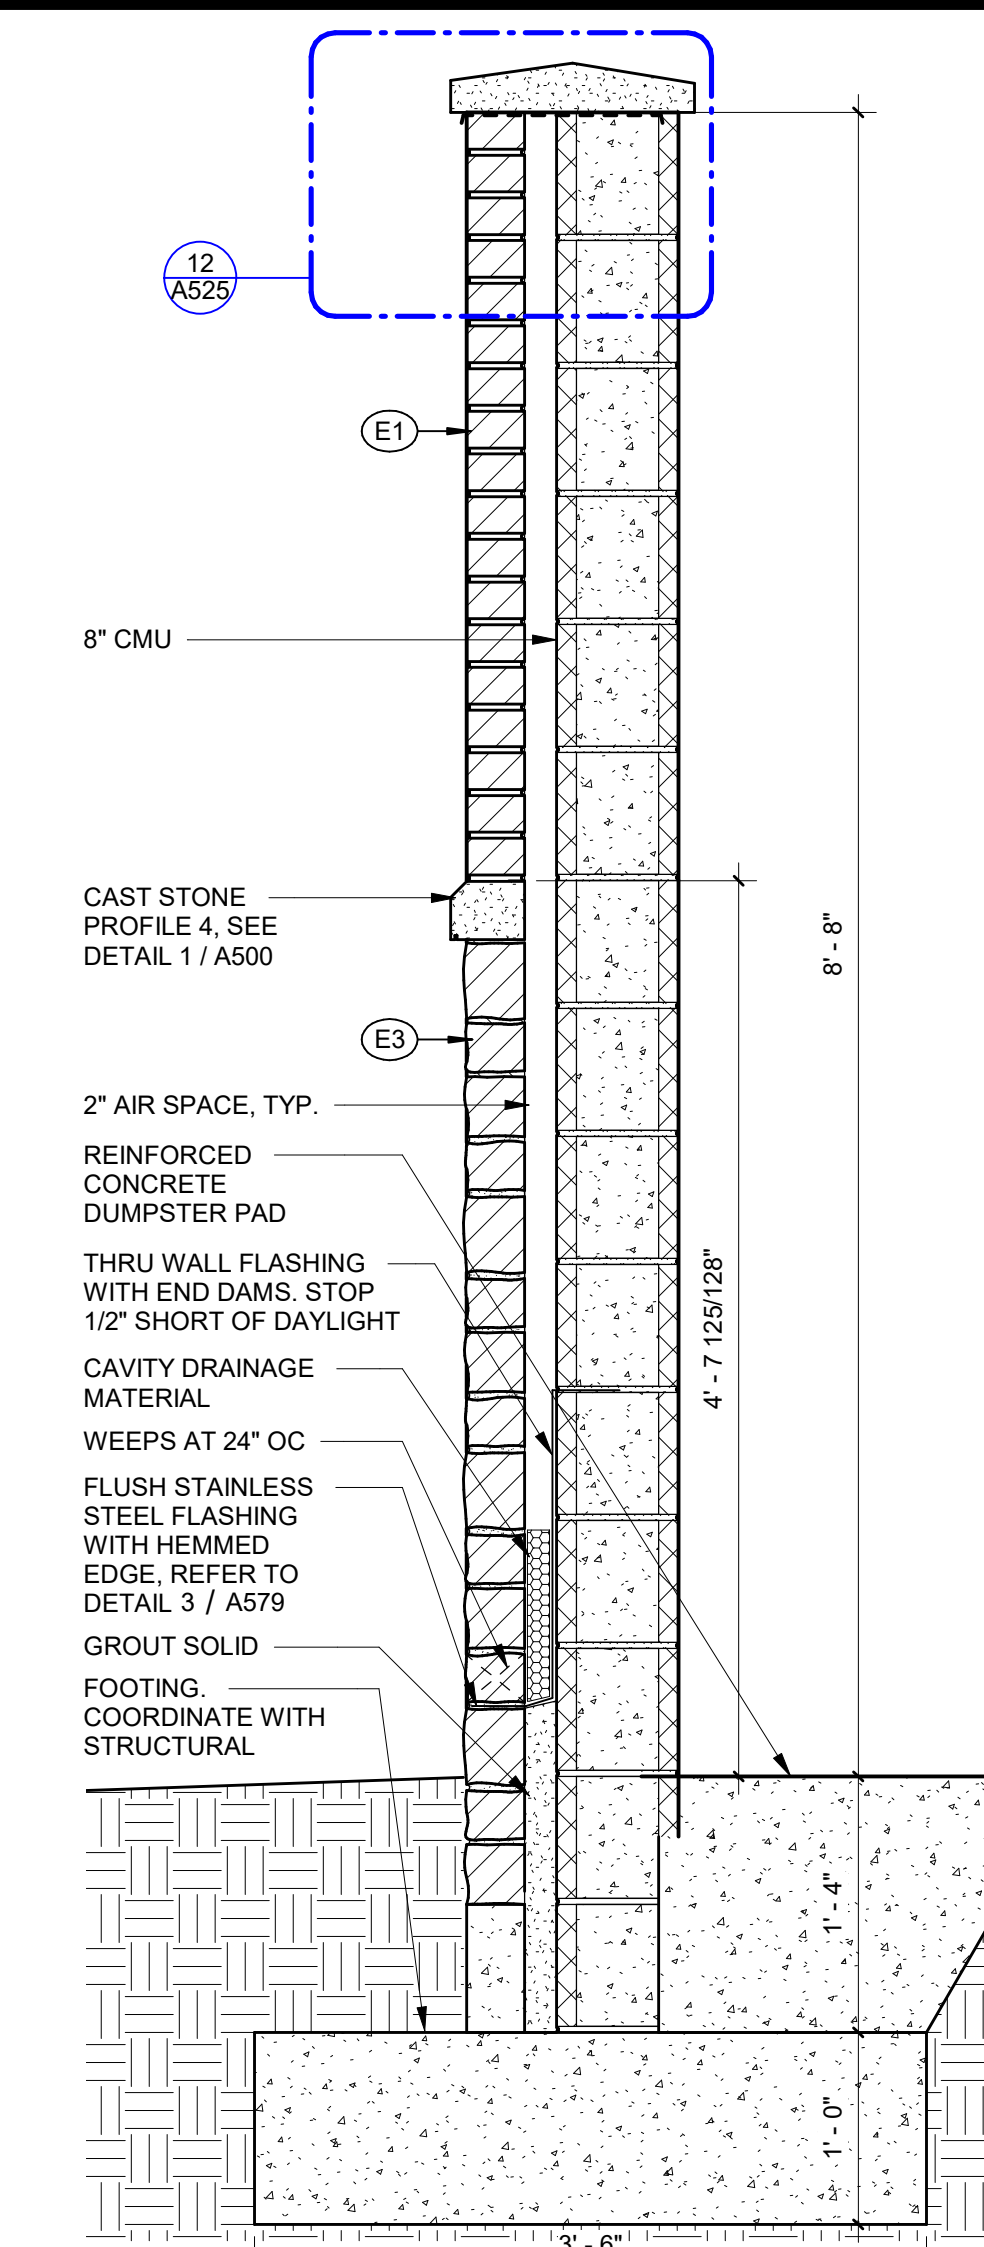 12
A525
E1
8" CMU
CAST STONE
PROFILE 4, SEE
DETAIL 1 / A500
8' - 8"
E3
2" AIR SPACE, TYP.
REINFORCED
CONCRETE
DUMPSTER PAD
THRU WALL FLASHING
WITH END DAMS. STOP
1/2" SHORT OF DAYLIGHT
4' - 7 125/128"
CAVITY DRAINAGE
MATERIAL
WEEPS AT 24" OC
FLUSH STAINLESS
STEEL FLASHING
WITH HEMMED
EDGE, REFER TO
DETAIL 3 / A579
GROUT SOLID
FOOTING.
COORDINATE WITH
STRUCTURAL
1' - 4"
1' - 0"
3' - 6"